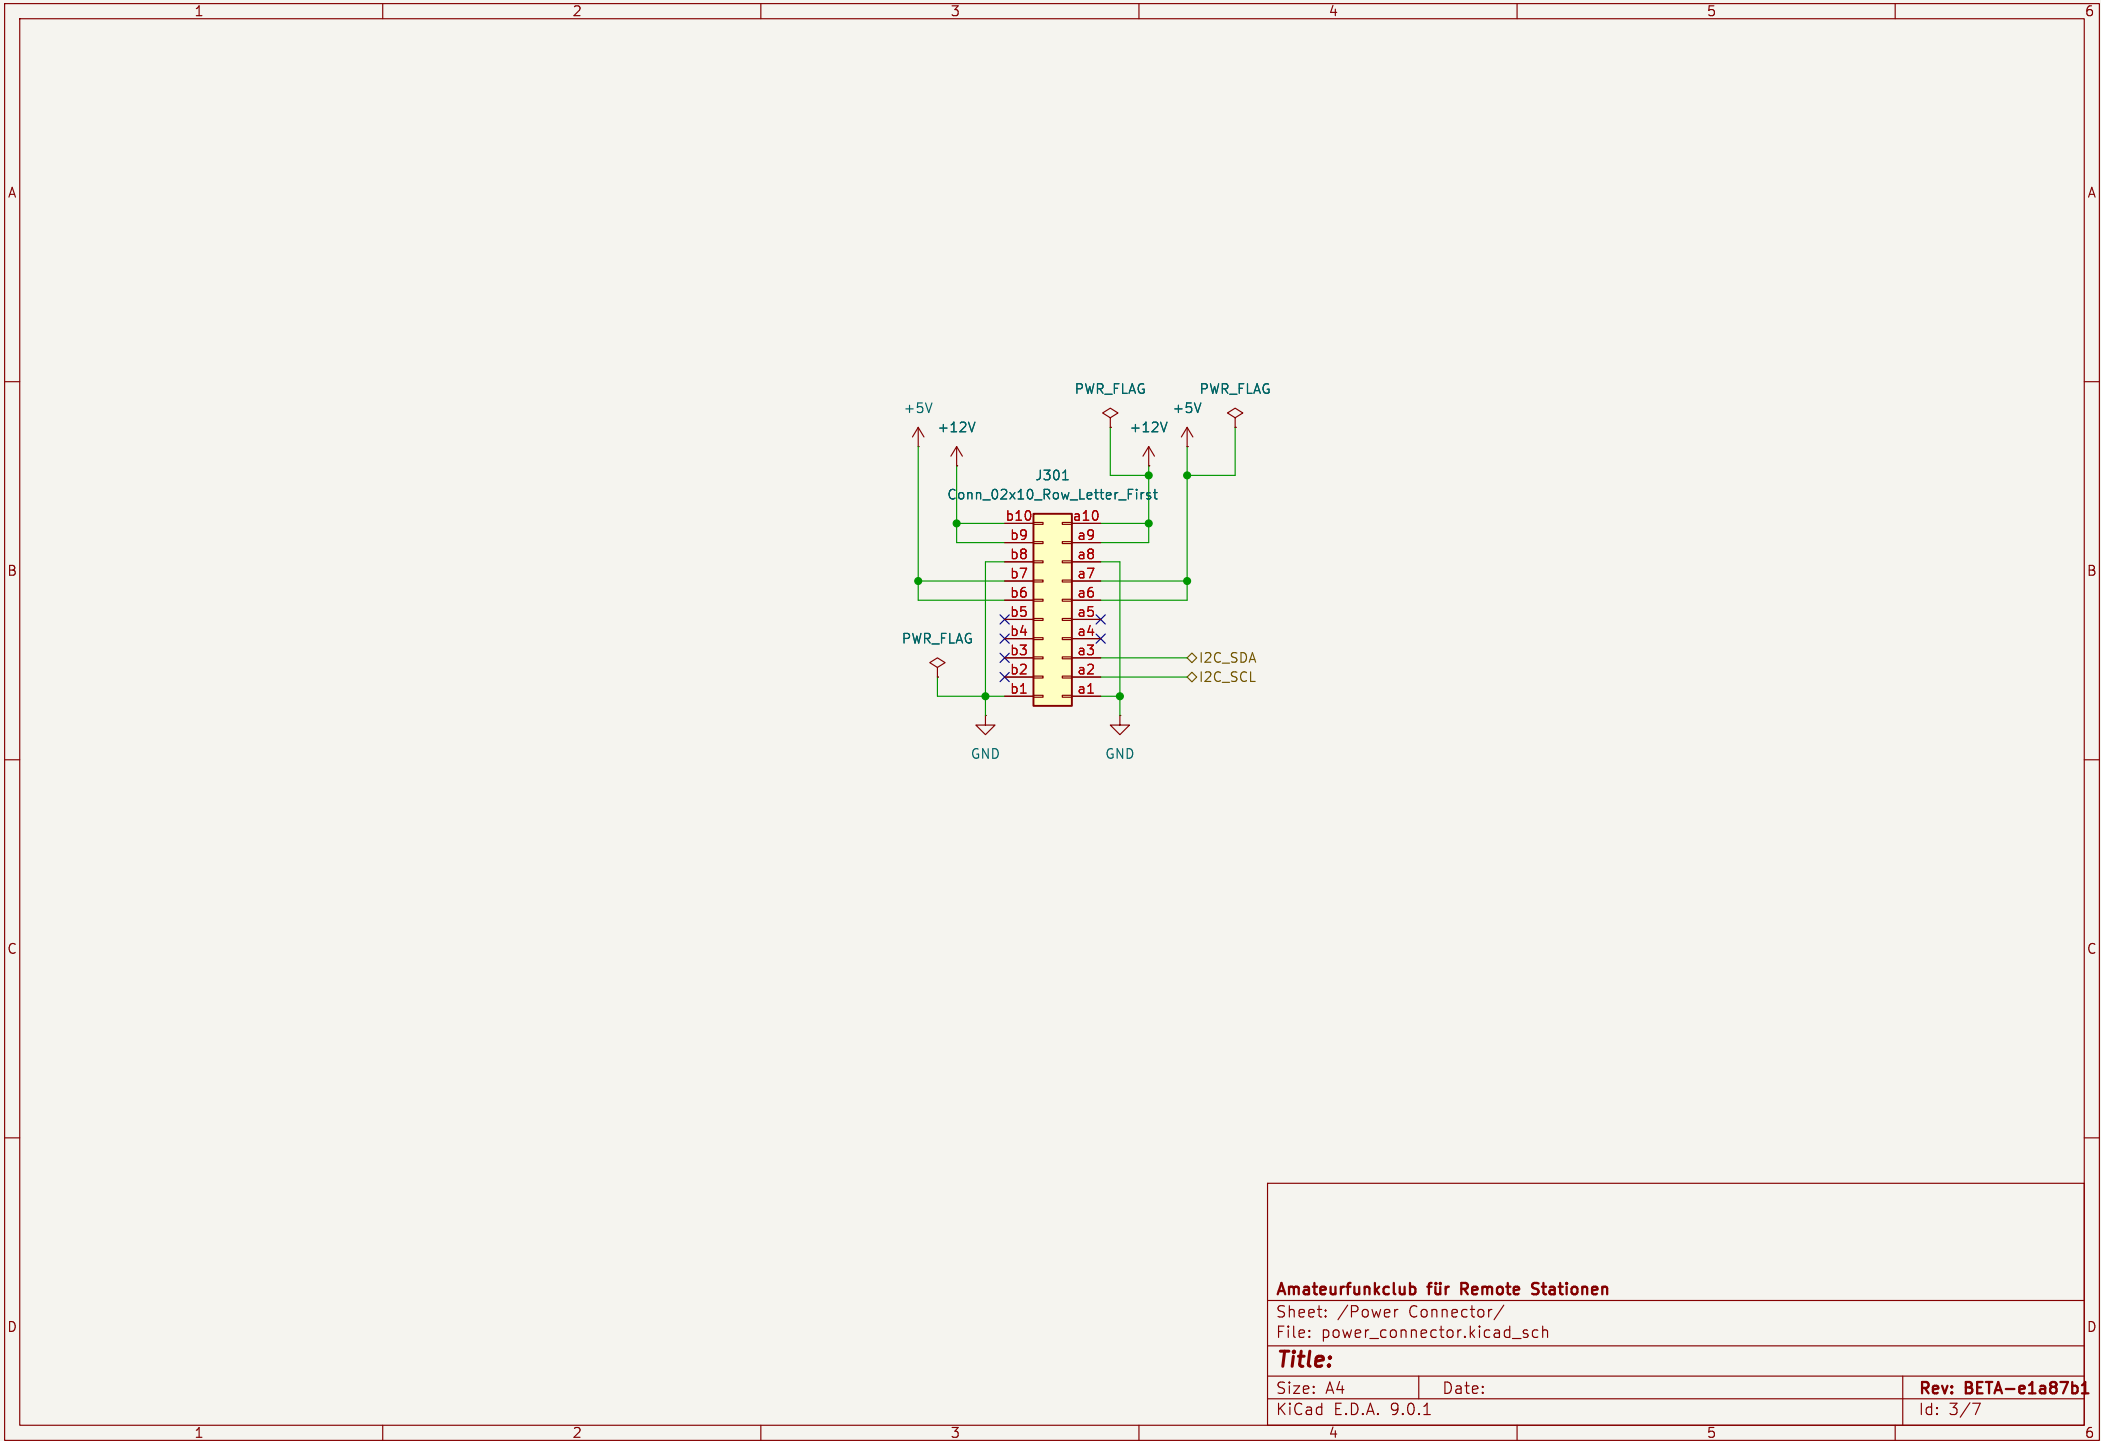 1 2 3 4 5 6
A A
PWR_FLAG PWR_FLAG
+5V +5V
+12V +12V
J301
Conn_02x10_Row_Letter_First
b10 a10
b9 a9
b8 a8
B b7 a7 B
b6 a6
b5 a5
PWR_FLAG b4 a4
b3 a3 I2C_SDA
b2 a2 I2C_SCL
b1 a1
GND GND
C C
Amateurfunkclub für Remote Stationen
Sheet: /Power Connector/
D File: power_connector.kicad_sch D
Title:
Size: A4 Date: Rev: BETA-e1a87b1
KiCad E.D.A. 9.0.1 Id: 3/7
1 2 3 4 5 6